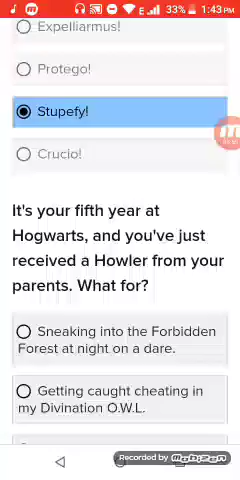 E 33% 1:43PM
Expelliarmus!
Protego!
Stupefy!
Crucio!
It's your fifth year at
Hogwarts, and you've just
received a Howler from your
parents. What for?
Sneaking into the Forbidden
Forest at night on a dare.
Getting caught cheating in
my Divination O.W.L.
Recorded by mobizen